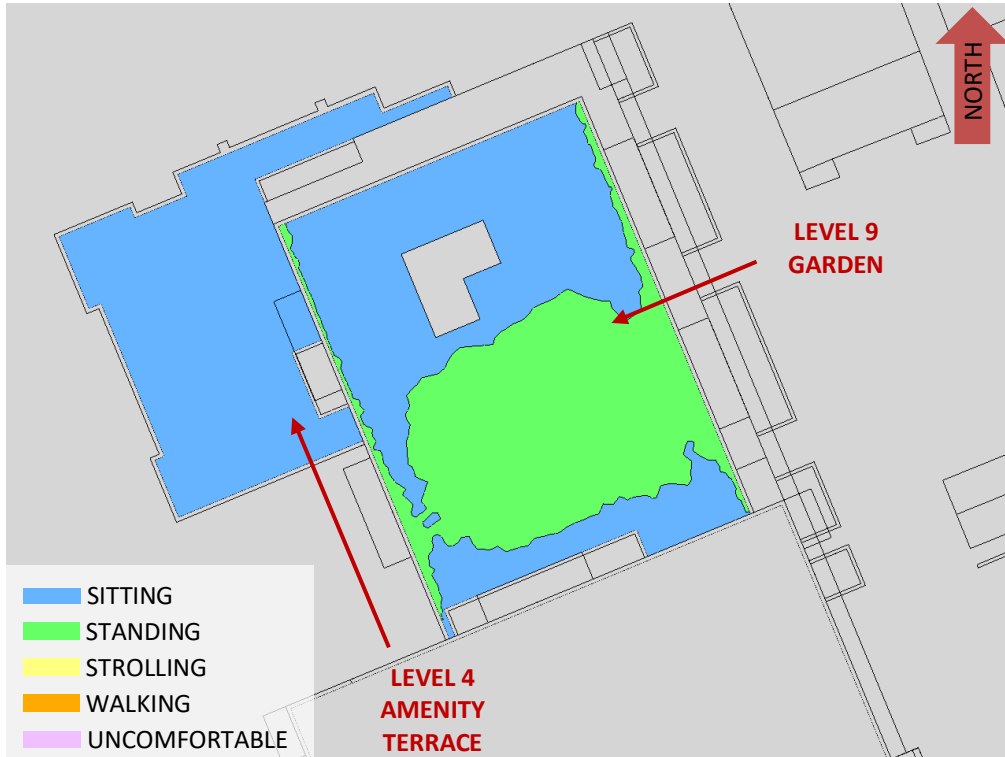 NORTH
LEVEL 9
GARDEN
SITTING
STANDING
STROLLING
WALKING
UNCOMFORTABLE
LEVEL 4
AMENITY
TERRACE